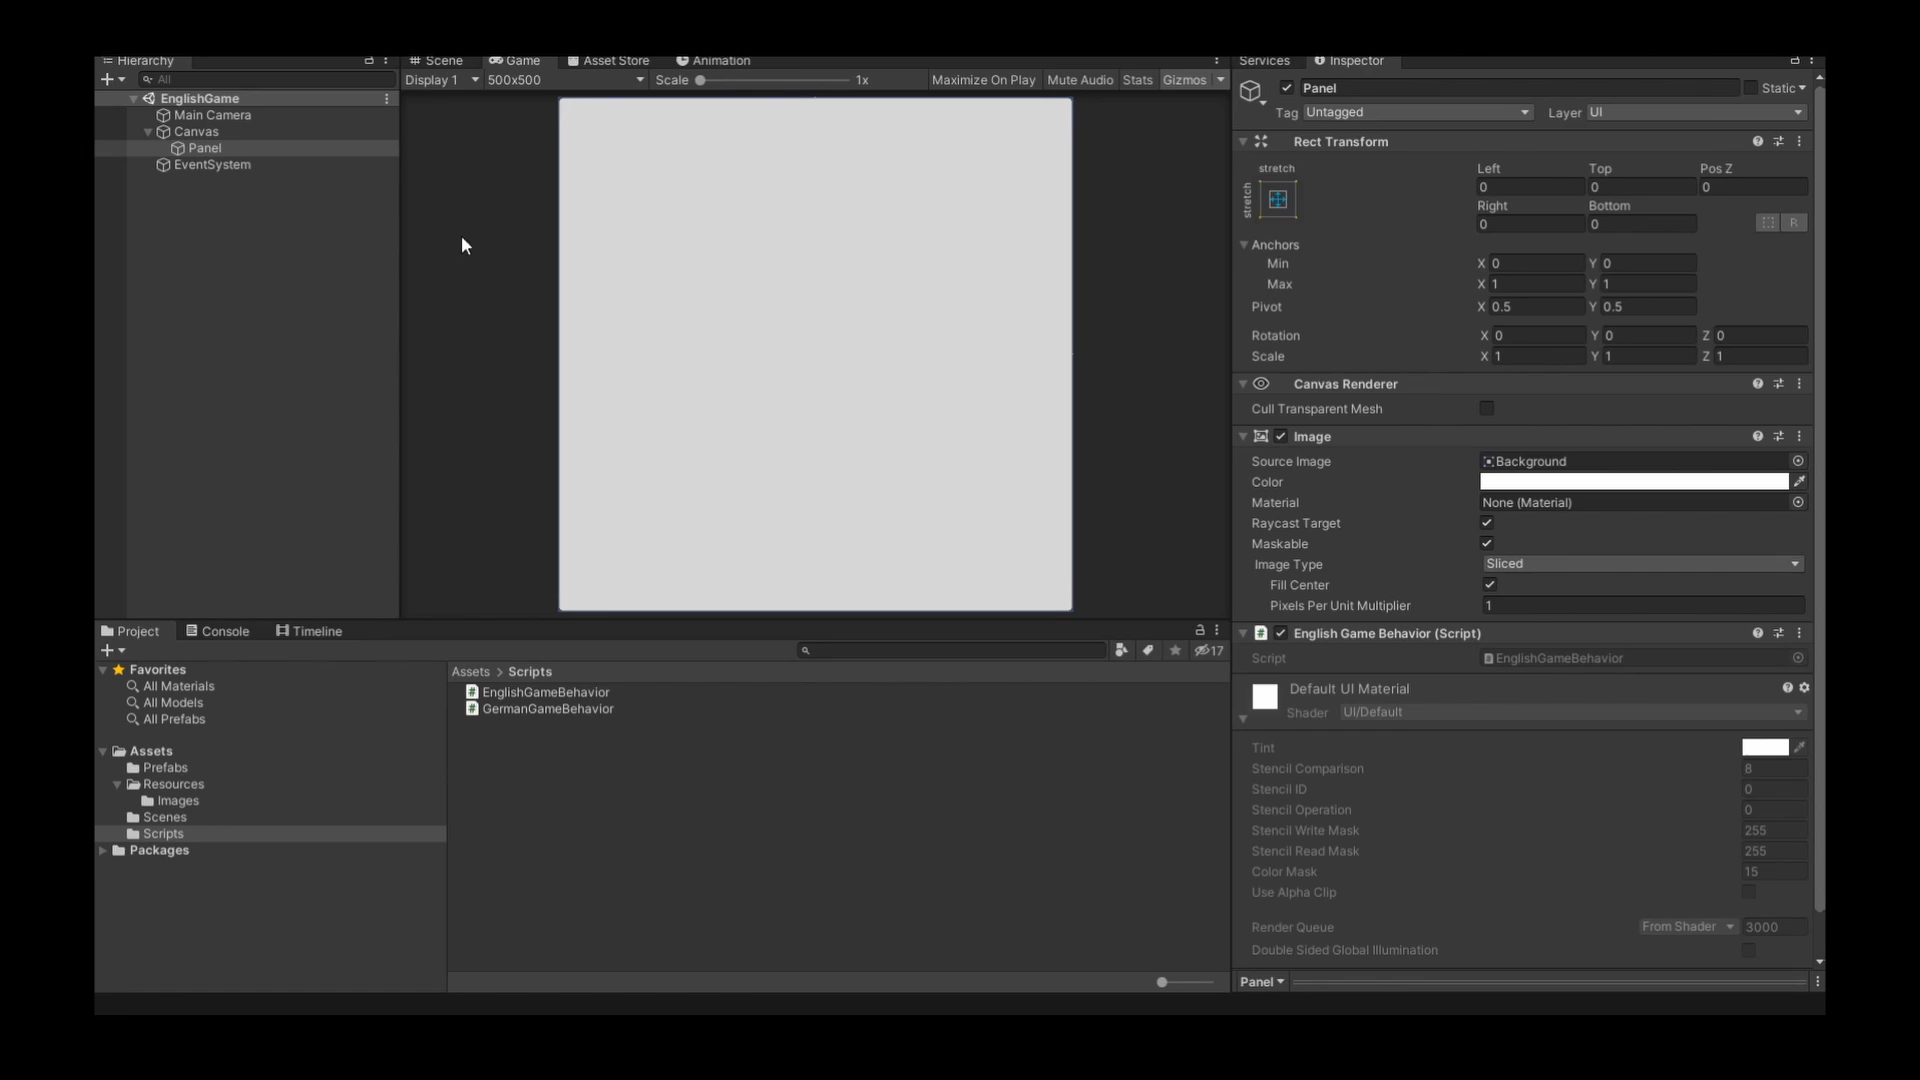 Hierarchy
Scene Game Asset Store Animation
Services Inspector
All
Display 1 500x500 Scale 1x Maximize On Play Mute Audio Stats Gizmos
EnglishGame
Main Camera
Canvas
Panel
EventSystem
Panel Static
Tag Untagged Layer UI
Rect Transform
stretch
stretch
Left Top Pos Z
0 0 0
Right Bottom
0 0 R
Anchors
Min X 0 Y 0
Max X 1 Y 1
Pivot X 0.5 Y 0.5
Rotation X 0 Y 0 Z 0
Scale X 1 Y 1 Z 1
Canvas Renderer
Cull Transparent Mesh
Image
Source Image Background
Color
Material None (Material)
Raycast Target
Maskable
Image Type Sliced
Fill Center
Pixels Per Unit Multiplier 1
English Game Behavior (Script)
Script EnglishGameBehavior
Default UI Material
Shader UI/Default
Tint
Stencil Comparison 8
Stencil ID 0
Stencil Operation 0
Stencil Write Mask 255
Stencil Read Mask 255
Color Mask 15
Use Alpha Clip
Render Queue From Shader 3000
Double Sided Global Illumination
Panel
Project Console Timeline
17
Favorites
All Materials
All Models
All Prefabs
Assets
Prefabs
Resources
Images
Scenes
Scripts
Packages
Assets > Scripts
EnglishGameBehavior
GermanGameBehavior